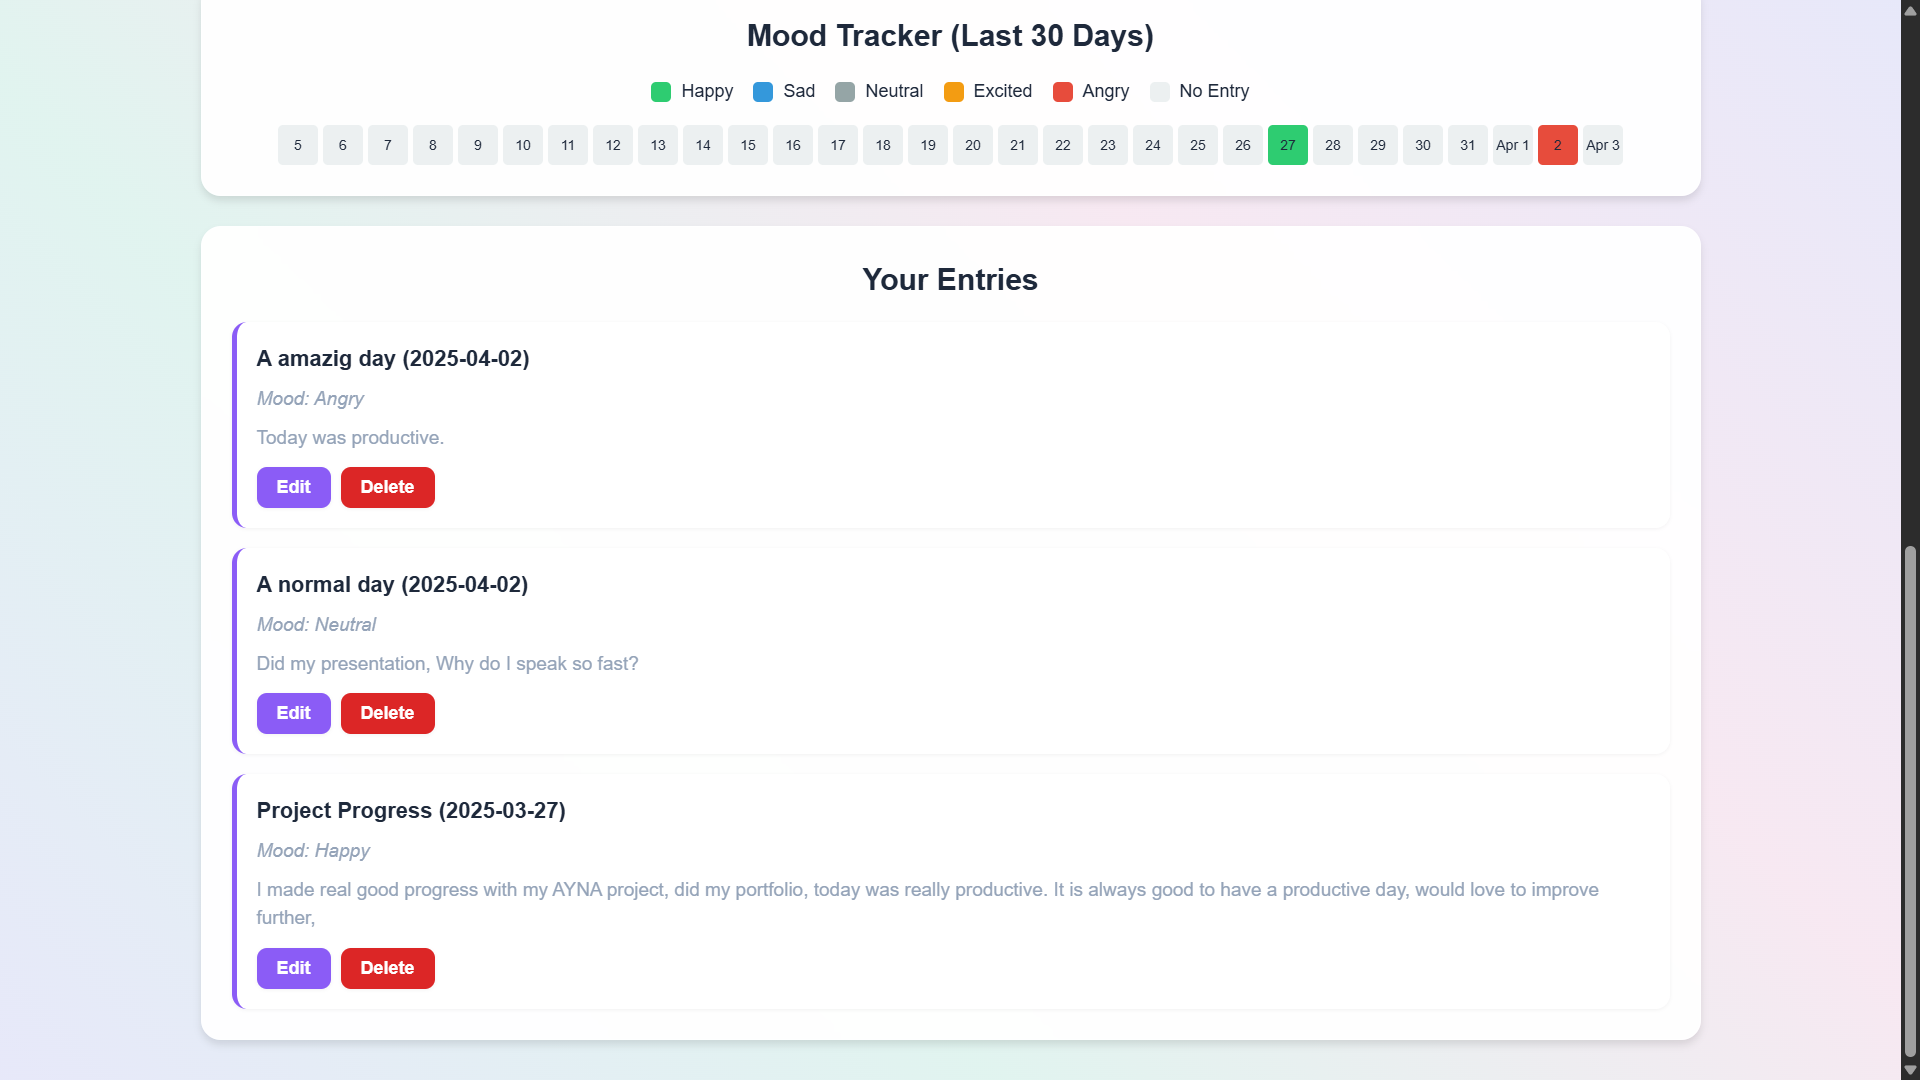 Mood Tracker (Last 30 Days)
Happy Sad Neutral Excited Angry No Entry
5 6 7 8 9 10 11 12 13 14 15 16 17 18 19 20 21 22 23 24 25 26 27 28 29 30 31 Apr 1 2 Apr 3
Your Entries
A amazig day (2025-04-02)
Mood: Angry
Today was productive.
Edit Delete
A normal day (2025-04-02)
Mood: Neutral
Did my presentation, Why do I speak so fast?
Edit Delete
Project Progress (2025-03-27)
Mood: Happy
I made real good progress with my AYNA project, did my portfolio, today was really productive. It is always good to have a productive day, would love to improve
further,
Edit Delete